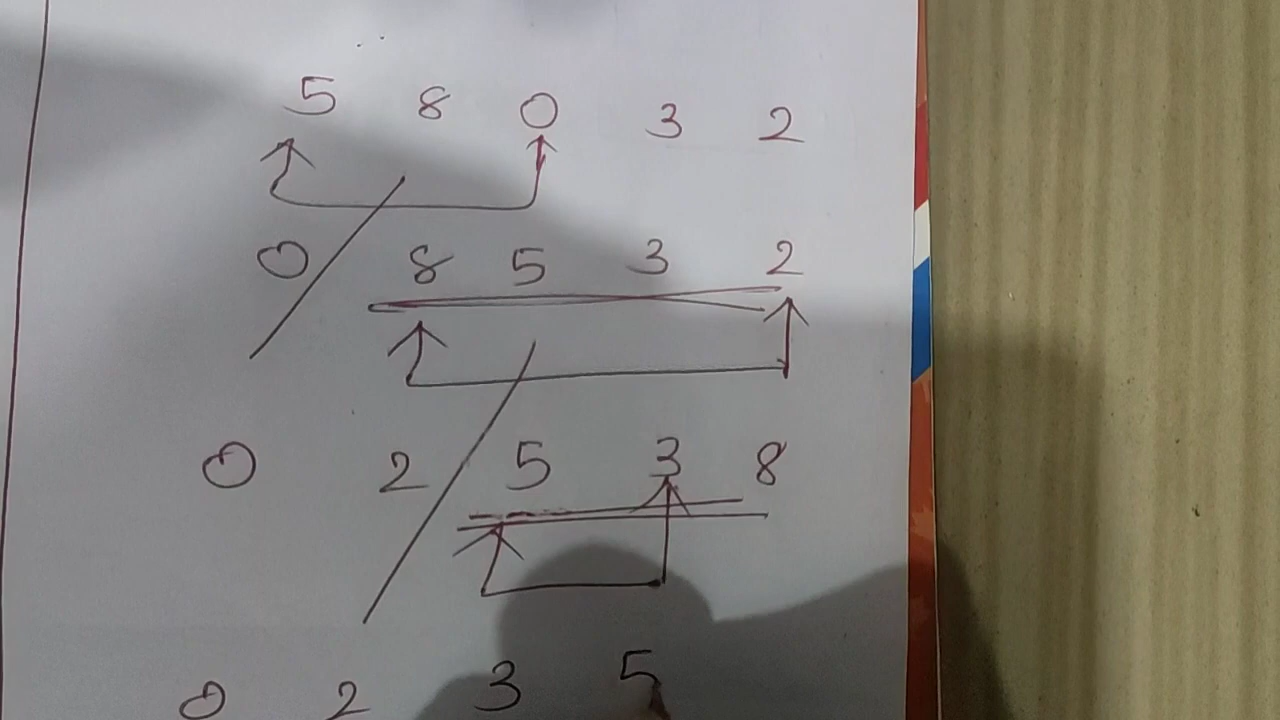 5 8 0 3 2
0 8 5 3 2
0 2 5 3 8
0 2 3 5